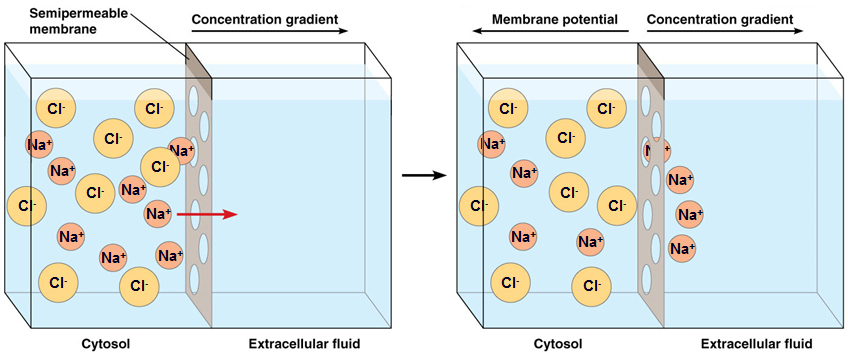 Semipermeable
membrane
Concentration gradient
Cl⁻
Cl⁻
Cl⁻
Na⁺
Na⁺
Cl⁻
Na⁺
Na⁺
Cl⁻
Cl⁻
Na⁺
Na⁺
Na⁺
Na⁺
Cl⁻
Cl⁻
Cytosol
Extracellular fluid
Membrane potential
Concentration gradient
Cl⁻
Cl⁻
Cl⁻
Na⁺
Na⁺
Na⁺
Na⁺
Cl⁻
Cl⁻
Cl⁻
Na⁺
Na⁺
Na⁺
Na⁺
Cl⁻
Cl⁻
Cytosol
Extracellular fluid